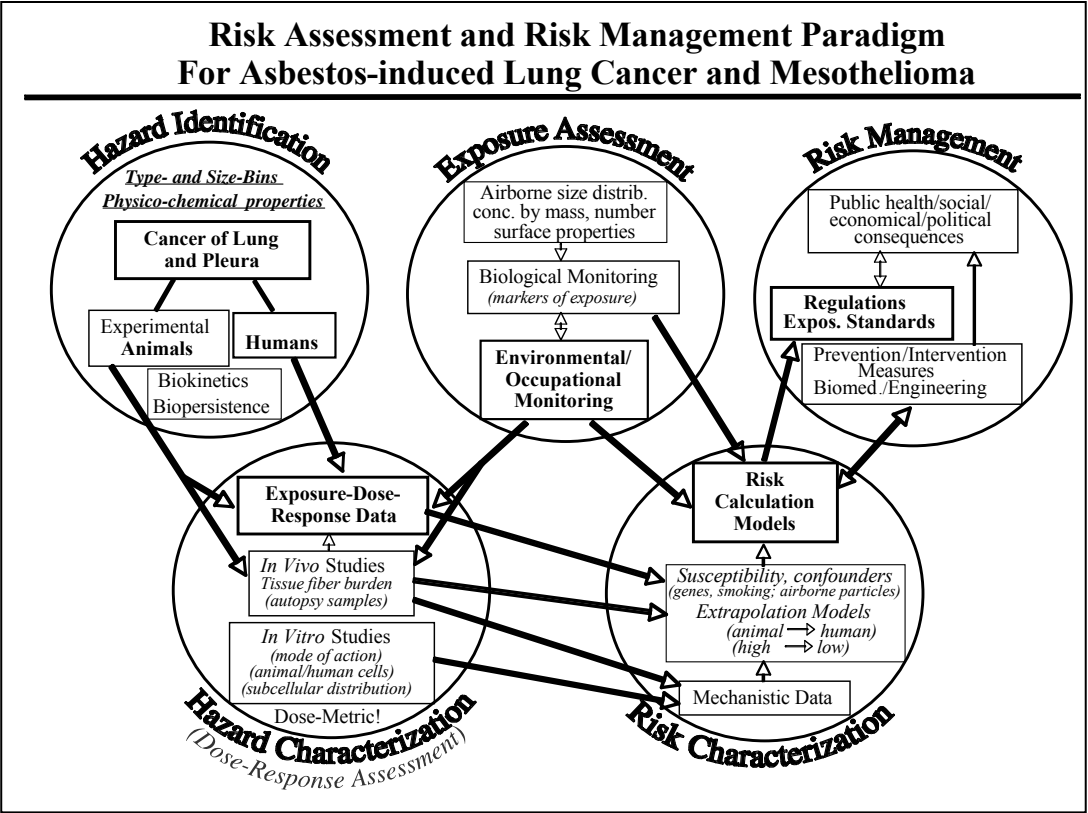 Risk Assessment and Risk Management Paradigm
For Asbestos-induced Lung Cancer and Mesothelioma
Hazard Identification
Type- and Size-Bins
Physico-chemical properties
Cancer of Lung
and Pleura
Experimental
Animals
Humans
Biokinetics
Biopersistence
Exposure Assessment
Airborne size distrib.
conc. by mass, number
surface properties
Biological Monitoring
(markers of exposure)
Environmental/
Occupational
Monitoring
Risk Management
Public health/social/
economical/political
consequences
Regulations
Expos. Standards
Prevention/Intervention
Measures
Biomed./Engineering
Exposure-Dose-
Response Data
In Vivo Studies
Tissue fiber burden
(autopsy samples)
In Vitro Studies
(mode of action)
(animal/human cells)
(subcellular distribution)
Dose-Metric!
Hazard Characterization
(Dose-Response Assessment)
Risk
Calculation
Models
Susceptibility, confounders
(genes, smoking; airborne particles)
Extrapolation Models
(animal → human)
(high → low)
Mechanistic Data
Risk Characterization